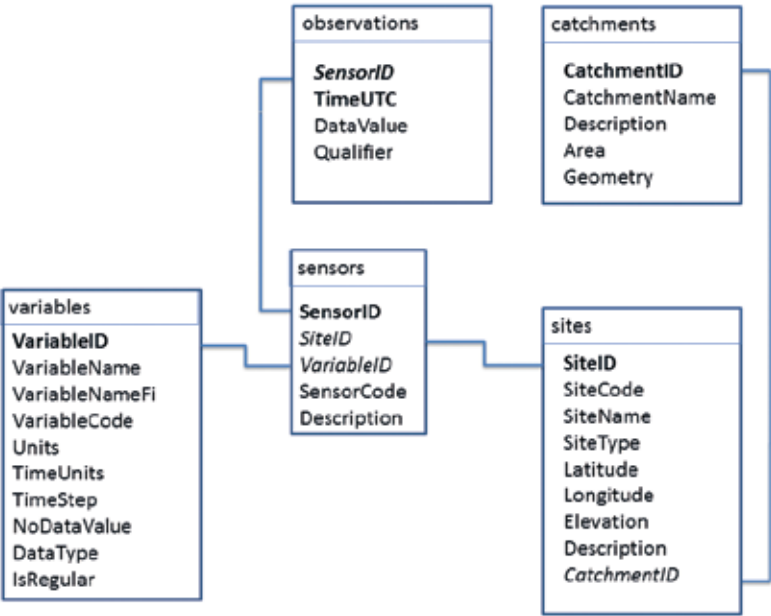 observations
SensorID
TimeUTC
DataValue
Qualifier
catchments
CatchmentID
CatchmentName
Description
Area
Geometry
sensors
SensorID
SiteID
VariableID
SensorCode
Description
variables
VariableID
VariableName
VariableNameFi
VariableCode
Units
TimeUnits
TimeStep
NoDataValue
DataType
IsRegular
sites
SiteID
SiteCode
SiteName
SiteType
Latitude
Longitude
Elevation
Description
CatchmentID